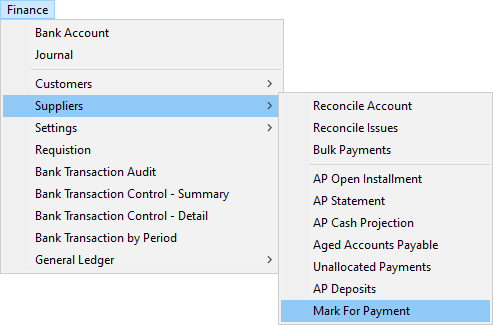 Finance
Bank Account
Journal
Customers
Suppliers
Settings
Requistion
Bank Transaction Audit
Bank Transaction Control - Summary
Bank Transaction Control - Detail
Bank Transaction by Period
General Ledger
Reconcile Account
Reconcile Issues
Bulk Payments
AP Open Installment
AP Statement
AP Cash Projection
Aged Accounts Payable
Unallocated Payments
AP Deposits
Mark For Payment